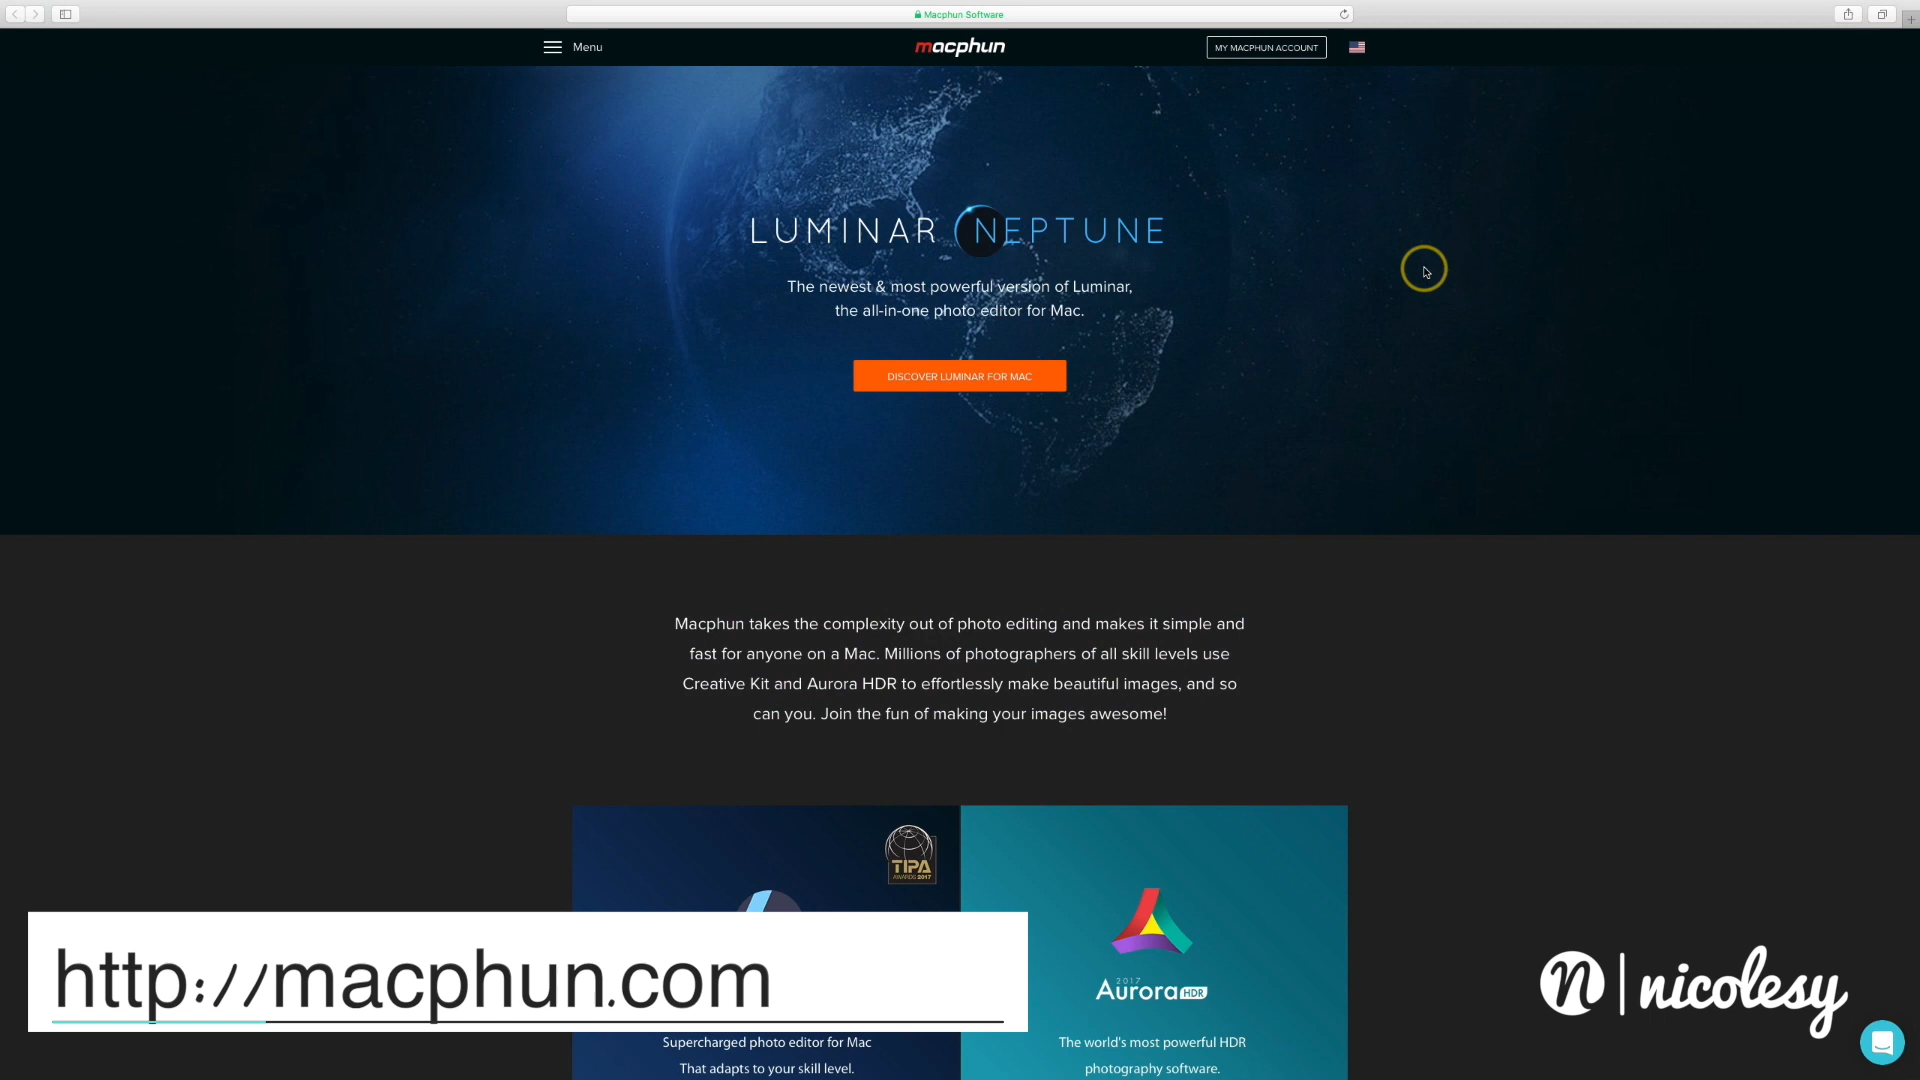 Macphun Software
Menu
macphun
MY MACPHUN ACCOUNT
LUMINAR NEPTUNE
The newest & most powerful version of Luminar,
the all-in-one photo editor for Mac.
DISCOVER LUMINAR FOR MAC
Macphun takes the complexity out of photo editing and makes it simple and
fast for anyone on a Mac. Millions of photographers of all skill levels use
Creative Kit and Aurora HDR to effortlessly make beautiful images, and so
can you. Join the fun of making your images awesome!
TIPA
AWARDS 2017
2017
Aurora HDR
http://macphun.com
n | nicolesy
Supercharged photo editor for Mac
That adapts to your skill level.
The world's most powerful HDR
photography software.